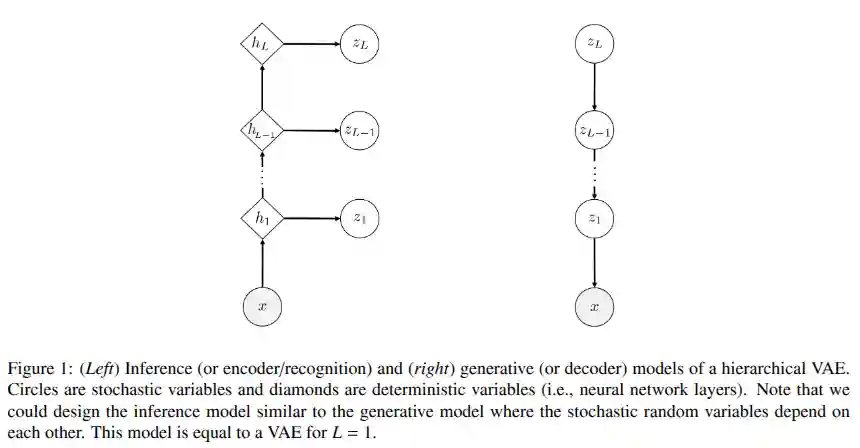 h_L z_L z_L
h_{L-1} z_{L-1} z_{L-1}
h_1 z_1 z_1
x x
Figure 1: (Left) Inference (or encoder/recognition) and (right) generative (or decoder) models of a hierarchical VAE.
Circles are stochastic variables and diamonds are deterministic variables (i.e., neural network layers). Note that we
could design the inference model similar to the generative model where the stochastic random variables depend on
each other. This model is equal to a VAE for L = 1.